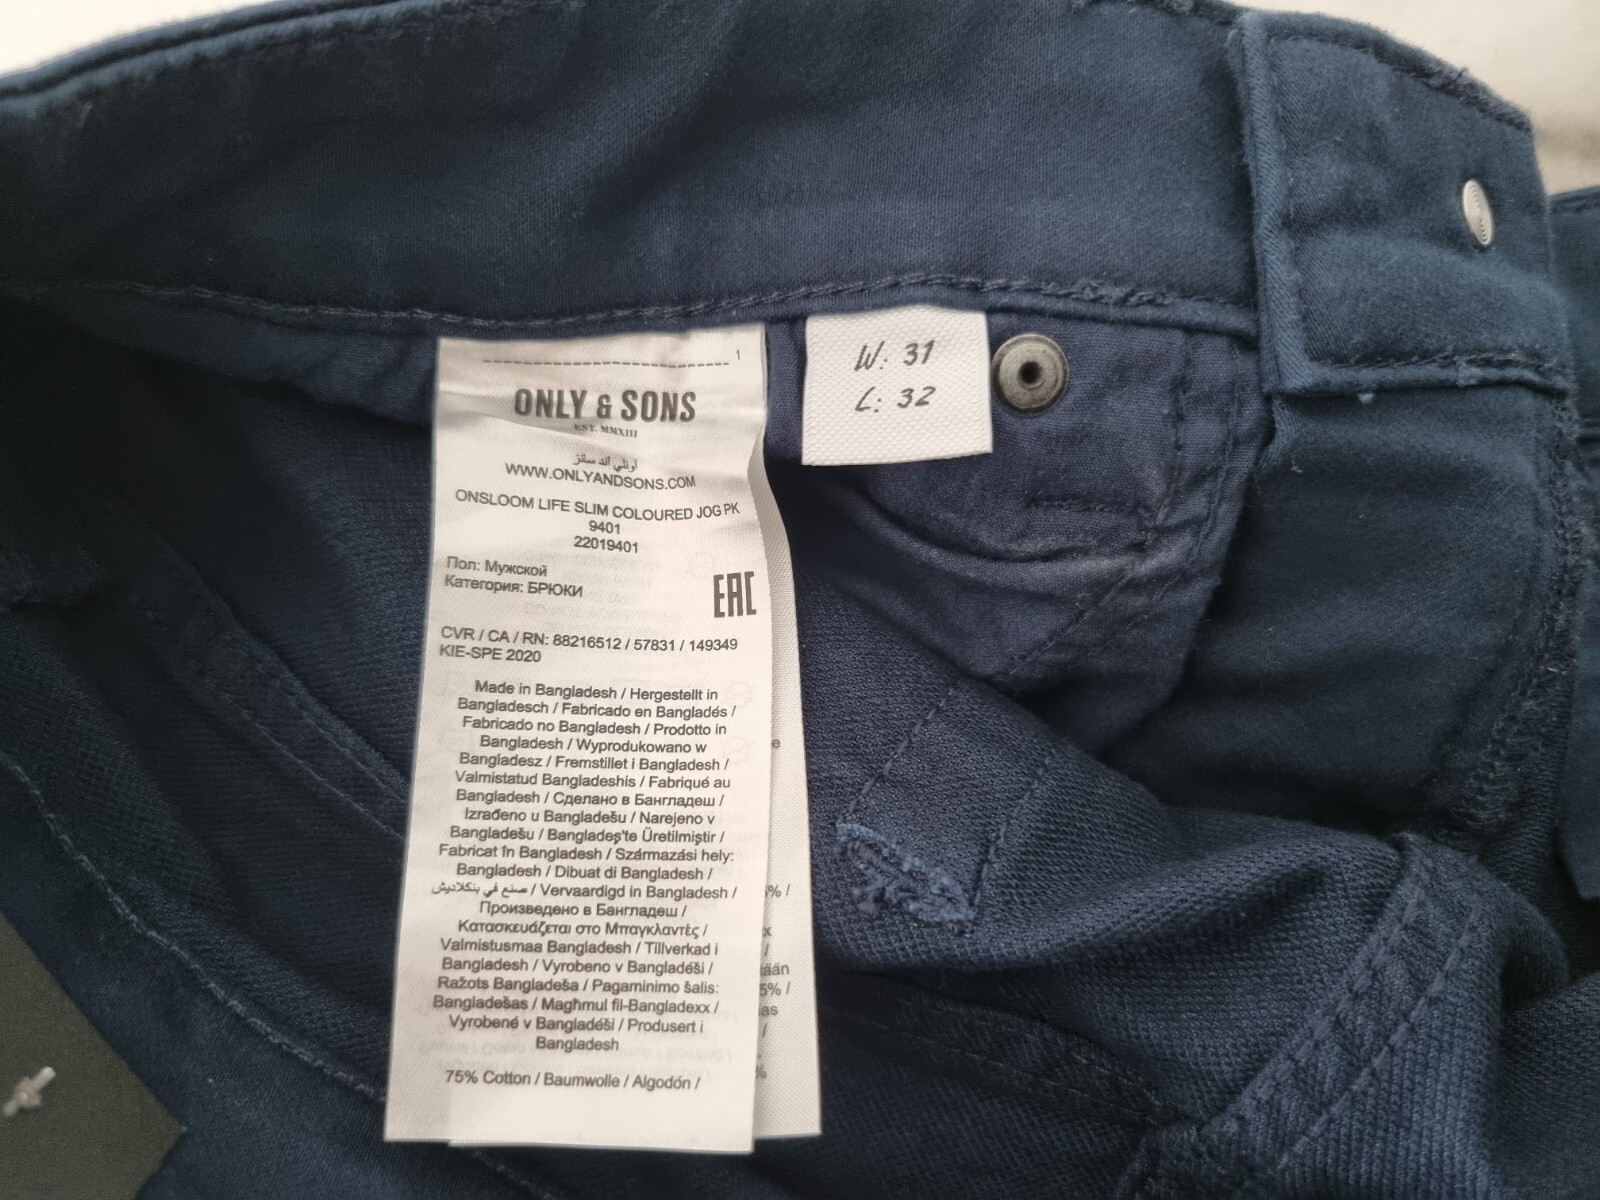 1
ONLY & SONS
EST. MMXIII
اونلي آند سانز
WWW.ONLYANDSONS.COM
ONSLOOM LIFE SLIM COLOURED JOG PK
9401
22019401
Пол: Мужской
Категория: БРЮКИ
EAC
CVR / CA / RN: 88216512 / 57831 / 149349
KIE-SPE 2020
Made in Bangladesh / Hergestellt in
Bangladesch / Fabricado en Bangladés /
Fabricado no Bangladesh / Prodotto in
Bangladesh / Wyprodukowano w
Bangladesz / Fremstillet i Bangladesh /
Valmistatud Bangladeshis / Fabriqué au
Bangladesh / Сделано в Бангладеш /
Izrađeno u Bangladešu / Narejeno v
Bangladešu / Bangladeş'te Üretilmiştir /
Fabricat în Bangladesh / Származási hely:
Bangladesh / Dibuat di Bangladesh /
صنع في بنكلاديش / Vervaardigd in Bangladesh /
Произведено в Бангладеш /
Κατασκευάζεται στο Μπαγκλαντές /
Valmistusmaa Bangladesh / Tillverkad i
Bangladesh / Vyrobeno v Bangladéši /
Ražots Bangladeša / Pagaminimo šalis:
Bangladešas / Magħmul fil-Bangladexx /
Vyrobené v Bangladéši / Produsert i
Bangladesh
75% Cotton / Baumwolle / Algodón /
W: 31
L: 32